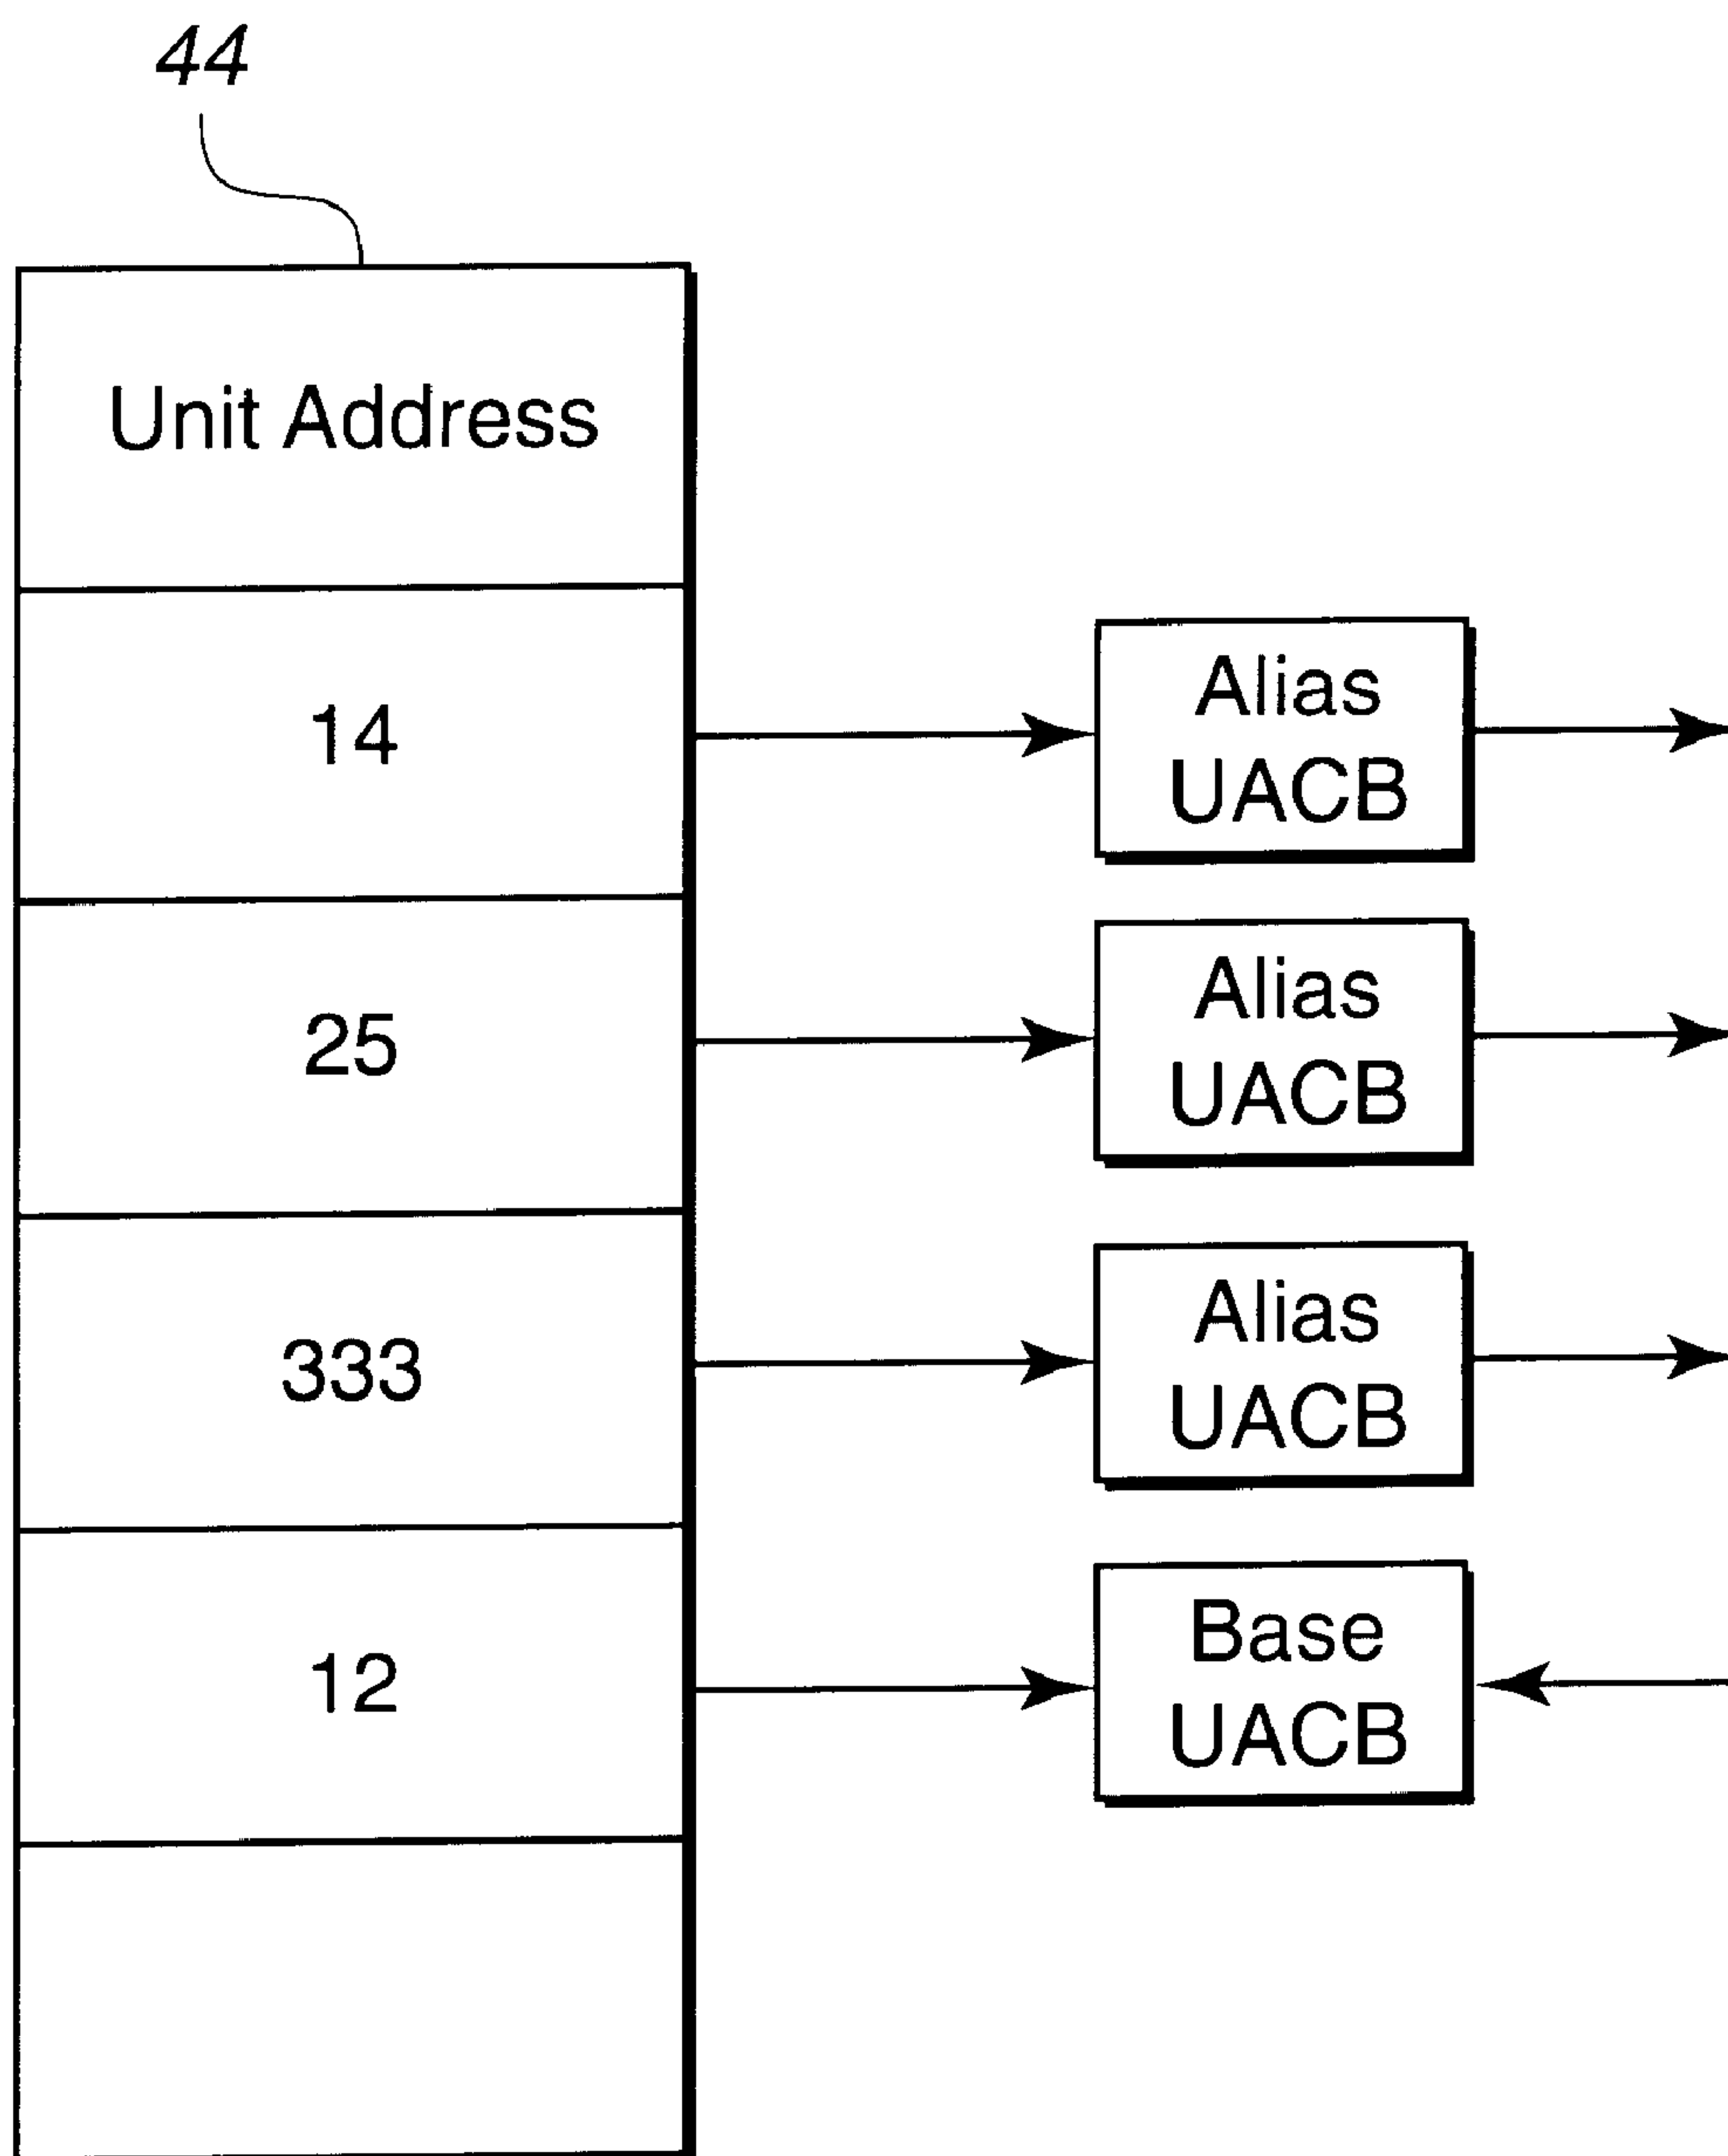 44
Unit Address
14
Alias
UACB
25
Alias
UACB
333
Alias
UACB
12
Base
UACB